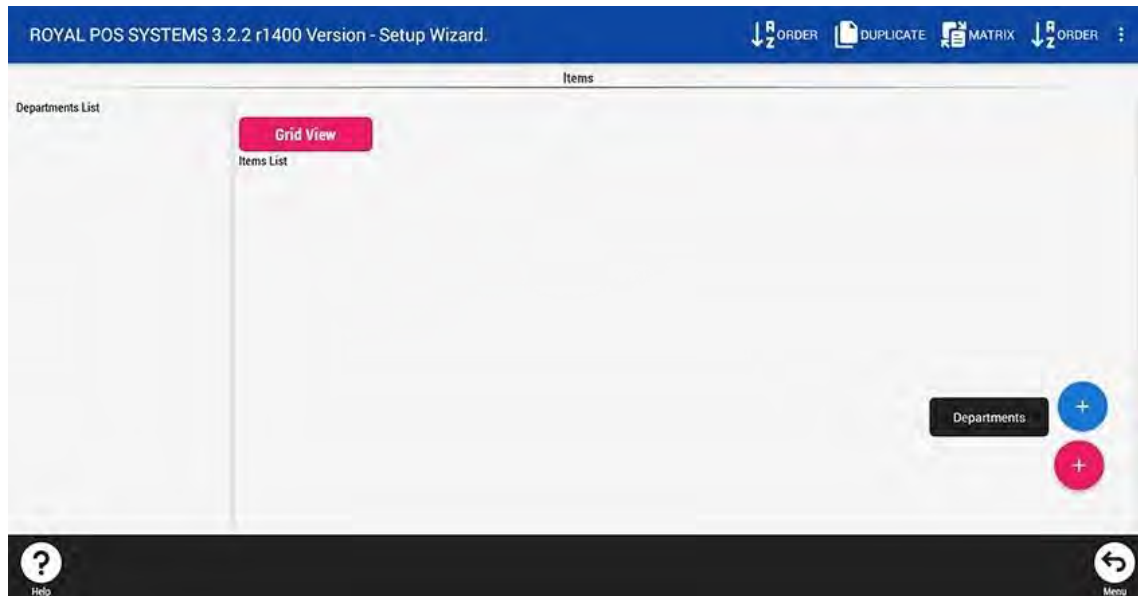 ROYAL POS SYSTEMS 3.2.2 r1400 Version - Setup Wizard.
ORDER
DUPLICATE
MATRIX
ORDER
Items
Departments List
Grid View
Items List
Departments
Help
Menu